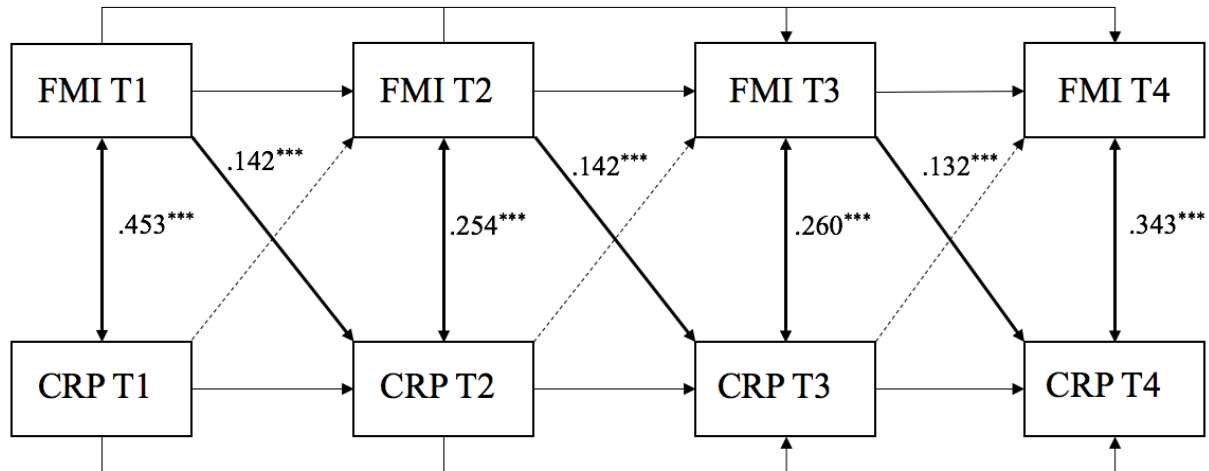 FMI T1 FMI T2 FMI T3 FMI T4
.142*** .142*** .132***
.453*** .254*** .260*** .343***
CRP T1 CRP T2 CRP T3 CRP T4